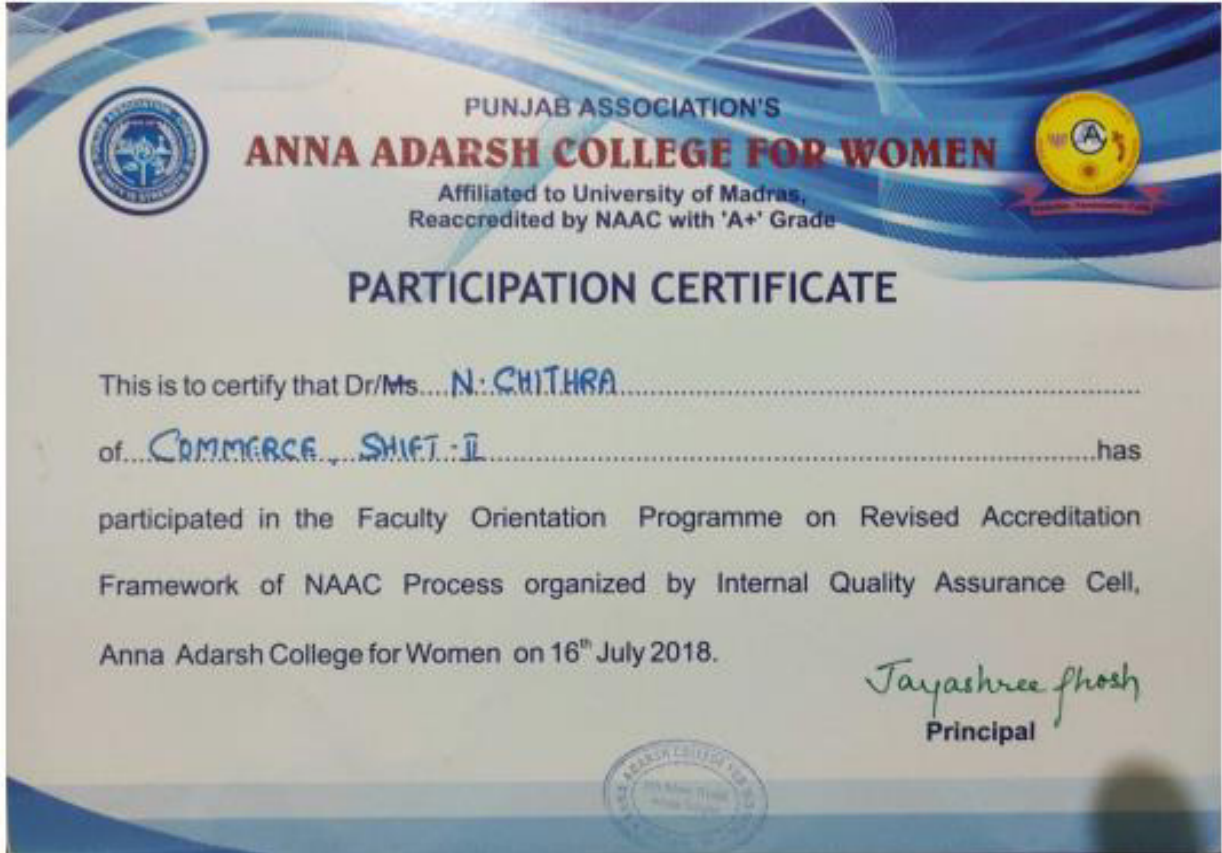 PUNJAB ASSOCIATION'S
ANNA ADARSH COLLEGE FOR WOMEN
Affiliated to University of Madras,
Reaccredited by NAAC with 'A+' Grade
PARTICIPATION CERTIFICATE
This is to certify that Dr/Ms....N. CHITHRA
of....COMMERCE, SHIFT-II....has
participated in the Faculty Orientation Programme on Revised Accreditation
Framework of NAAC Process organized by Internal Quality Assurance Cell,
Anna Adarsh College for Women on 16th July 2018.
Jayashree Ghosh
Principal